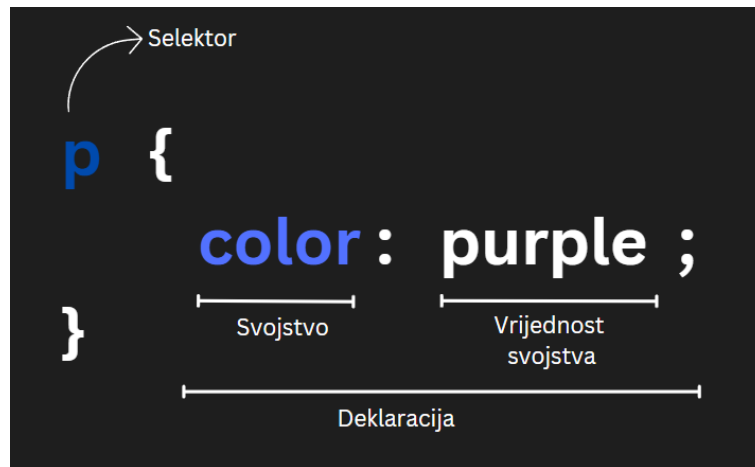 Selektor
p {
color: purple ;
Svojstvo
Vrijednost
svojstva
}
Deklaracija